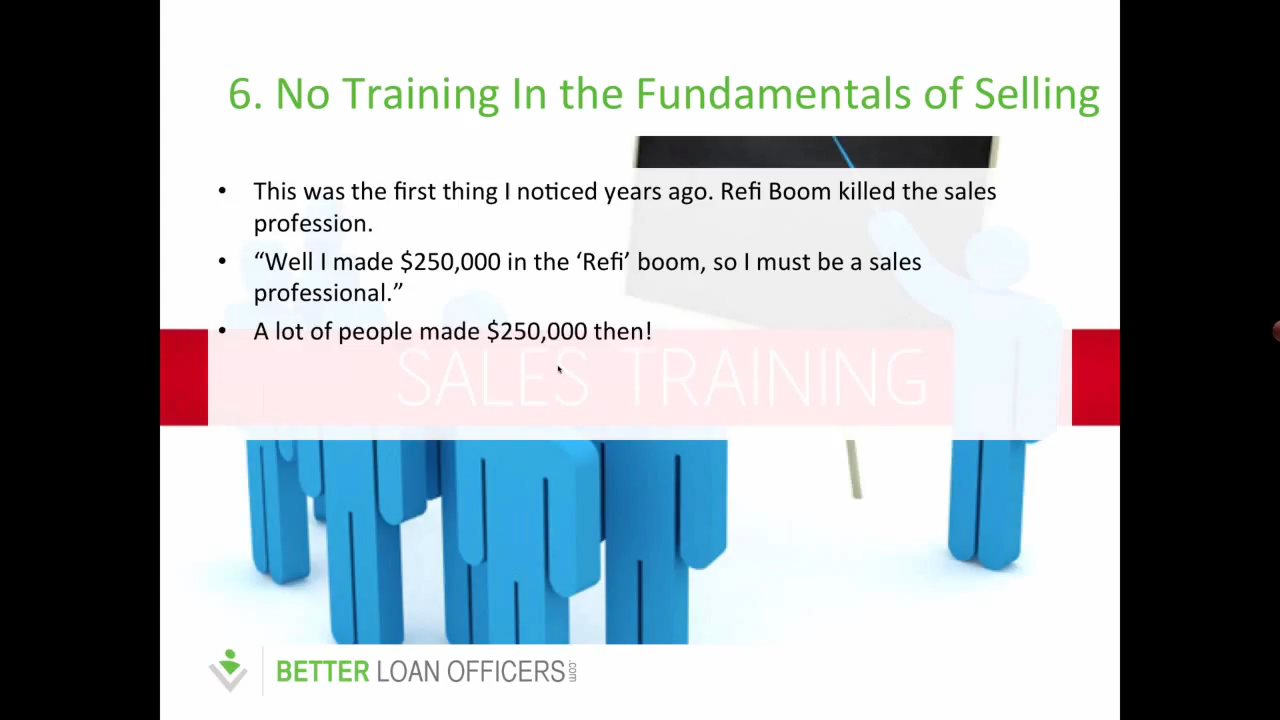 6. No Training In the Fundamentals of Selling
• This was the first thing I noticed years ago. Refi Boom killed the sales
profession.
• “Well I made $250,000 in the ‘Refi’ boom, so I must be a sales
professional.”
• A lot of people made $250,000 then!
SALES TRAINING
BETTER LOAN OFFICERS.com